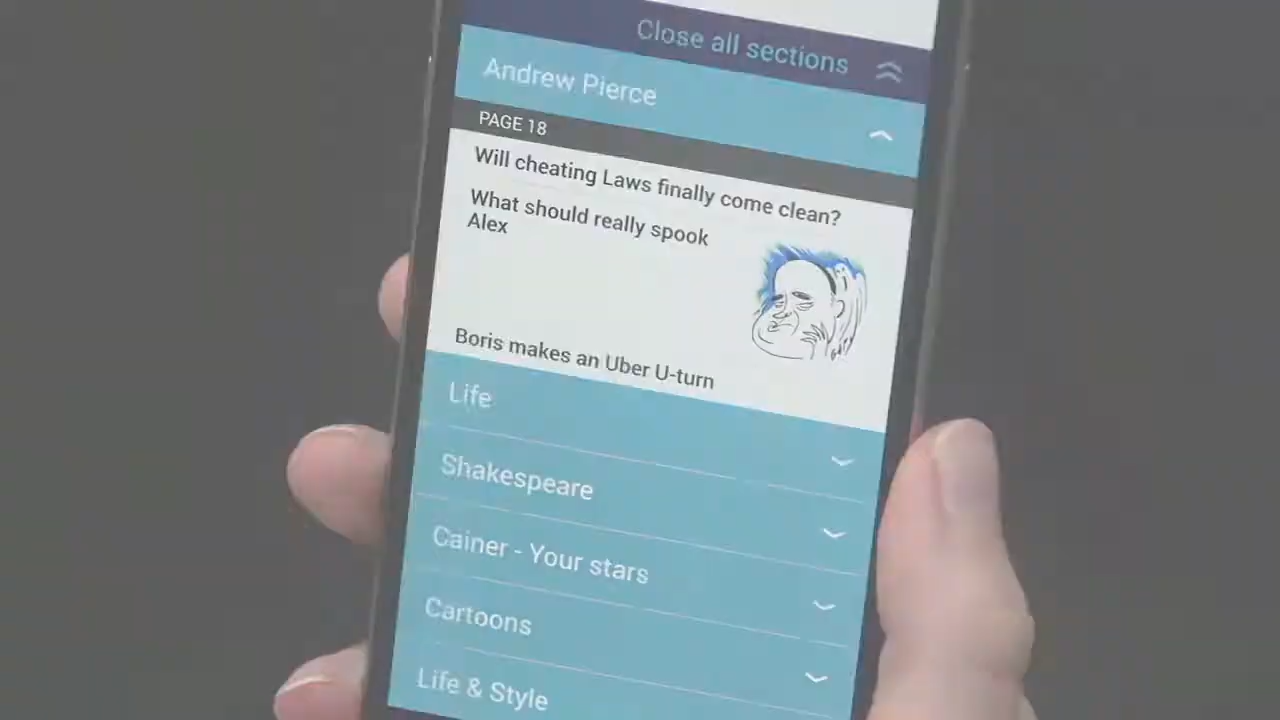 Close all sections
Andrew Pierce
PAGE 18
Will cheating Laws finally come clean?
What should really spook
Alex
Boris makes an Uber U-turn
Life
Shakespeare
Cainer - Your stars
Cartoons
Life & Style